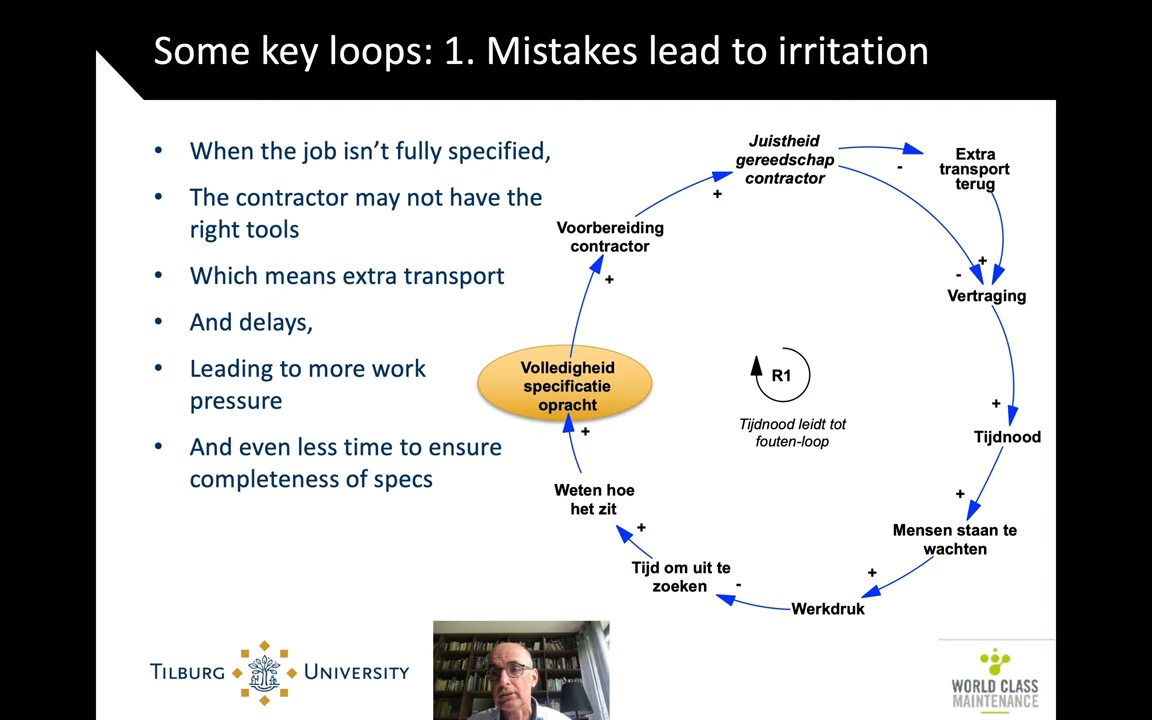 Some key loops: 1. Mistakes lead to irritation
• When the job isn't fully specified,
• The contractor may not have the
right tools
• Which means extra transport
• And delays,
• Leading to more work
pressure
• And even less time to ensure
completeness of specs
Juistheid
gereedschap
contractor
Extra
transport
terug
-
+
Voorbereiding
contractor
+
-
+
Vertraging
Volledigheid
specificatie
opracht
R1
Tijdnood leidt tot
fouten-loop
+
Tijdnood
+
Weten hoe
het zit
+
Mensen staan te
wachten
+
Tijd om uit te
zoeken
+
-
Werkdruk
TILBURG UNIVERSITY
WORLD CLASS
MAINTENANCE